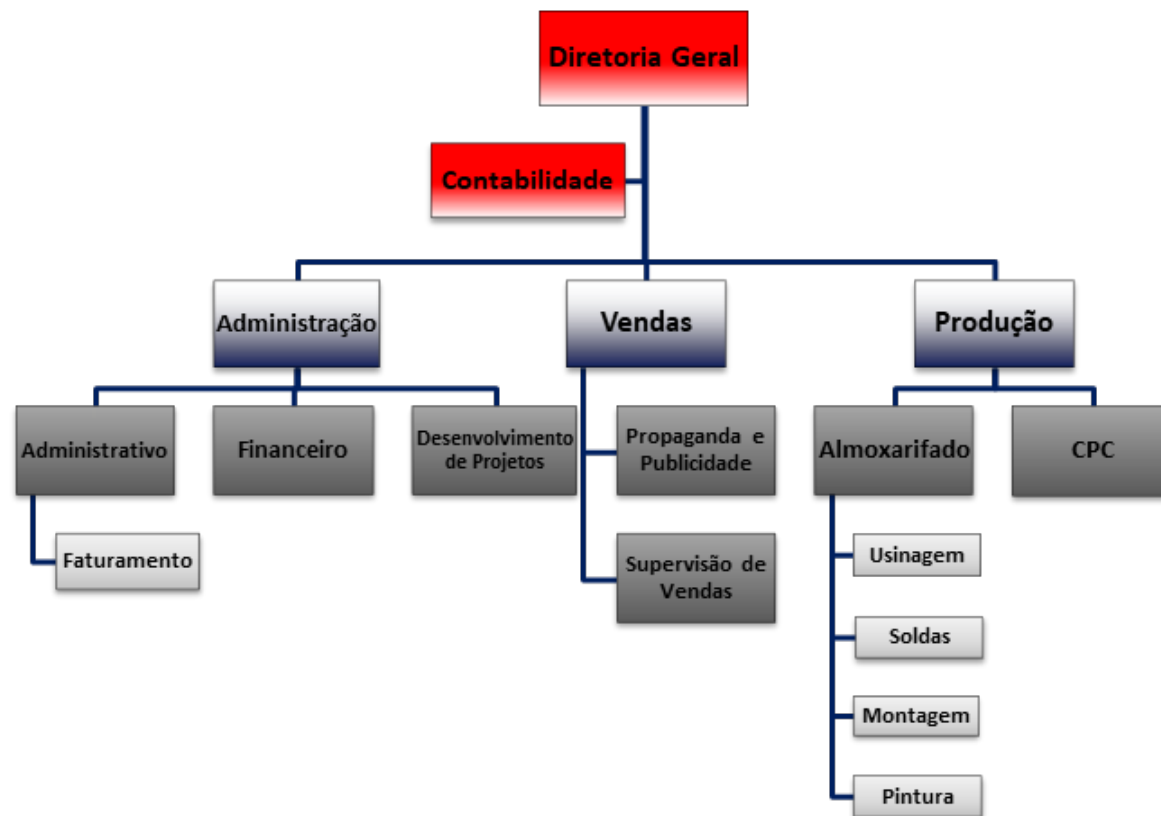 Diretoria Geral
Contabilidade
Administração
Vendas
Produção
Administrativo
Financeiro
Desenvolvimento
de Projetos
Propaganda e
Publicidade
Almoxarifado
CPC
Faturamento
Supervisão de
Vendas
Usinagem
Soldas
Montagem
Pintura